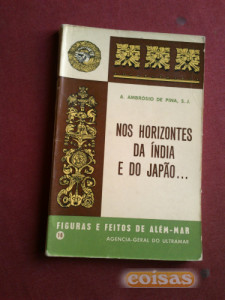 A. AMBRÓSIO DE PINA, S. J.
NOS HORIZONTES
DA ÍNDIA
E DO JAPÃO...
FIGURAS E FEITOS DE ALÉM-MAR
14
AGÊNCIA-GERAL DO ULTRAMAR
coisas